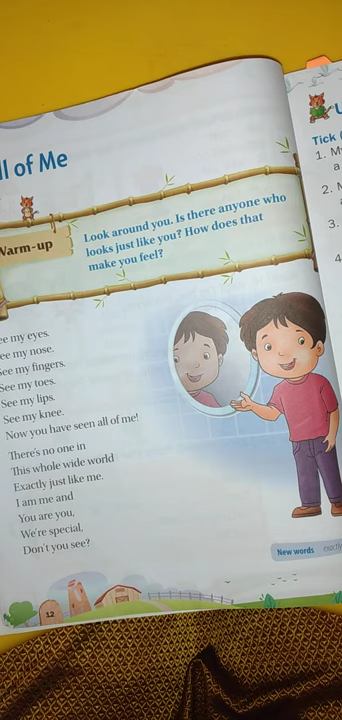 ll of Me
Warm-up
Look around you. Is there anyone who
looks just like you? How does that
make you feel?
ee my eyes.
ee my nose.
See my fingers.
See my toes.
See my lips.
See my knee.
Now you have seen all of me!
There's no one in
This whole wide world
Exactly just like me.
I am me and
You are you,
We're special,
Don't you see?
New words exactly
12
Tick
1. M
a
2.
3.
4